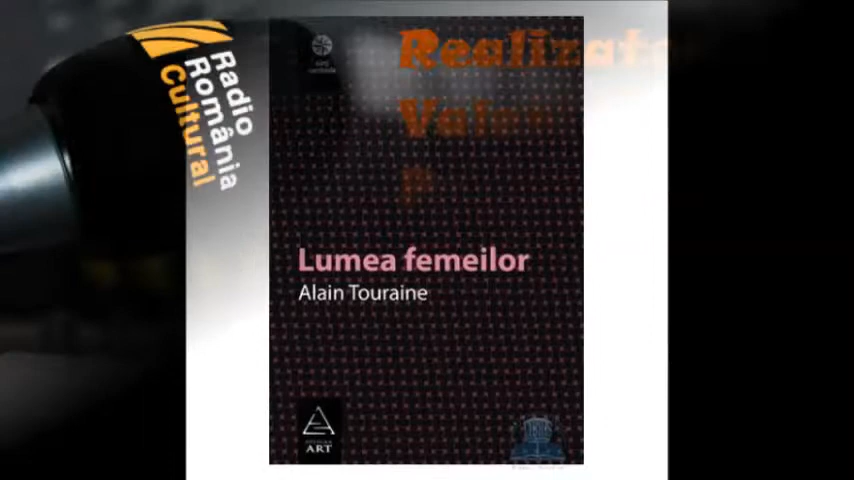 Radio
România
Cultural
Lumea femeilor
Alain Touraine
ART